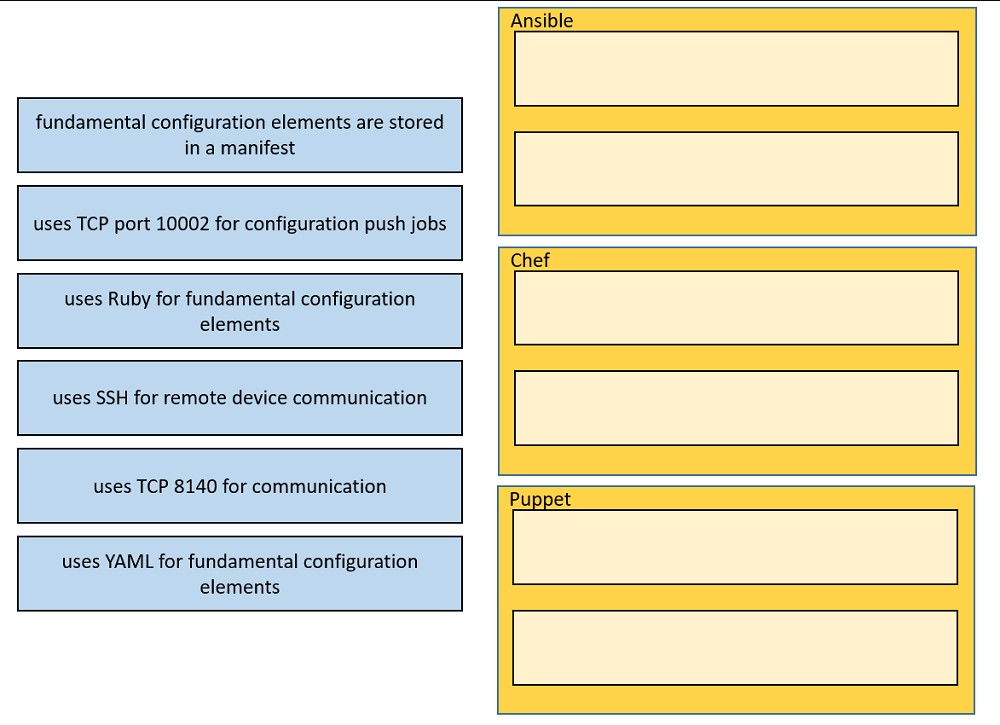 fundamental configuration elements are stored
in a manifest
uses TCP port 10002 for configuration push jobs
uses Ruby for fundamental configuration
elements
uses SSH for remote device communication
uses TCP 8140 for communication
uses YAML for fundamental configuration
elements
Ansible
Chef
Puppet